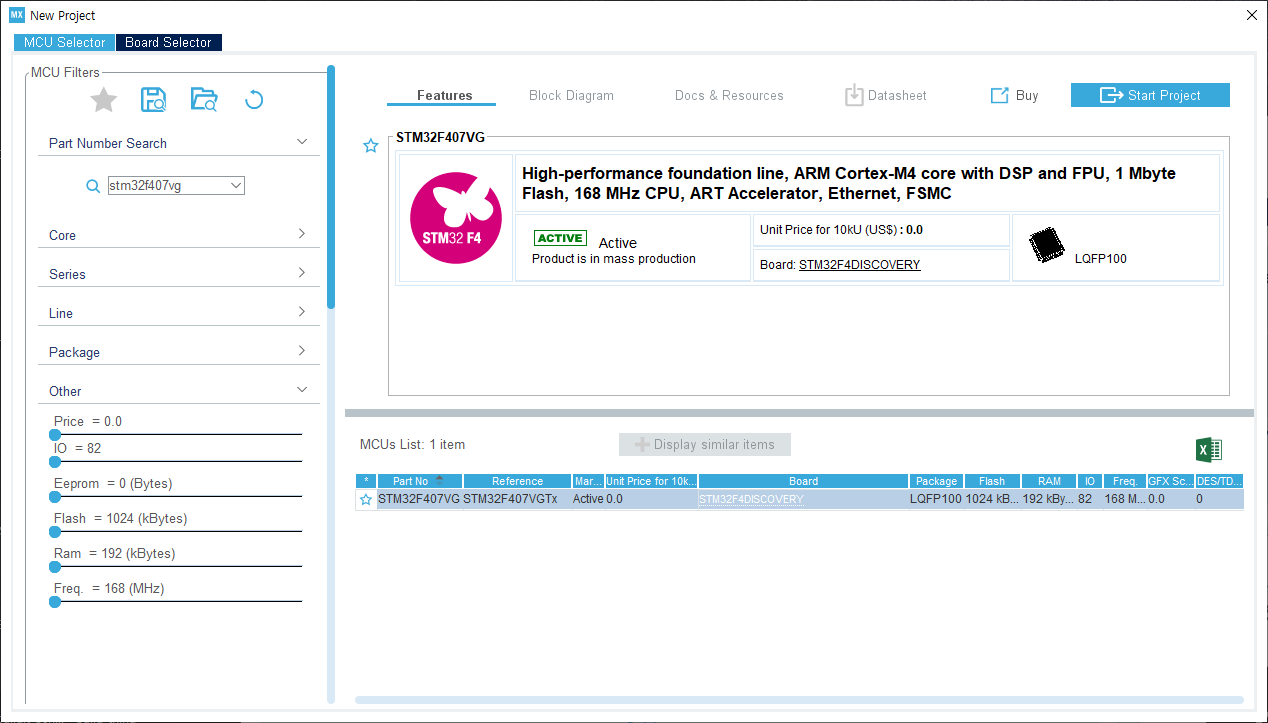 MX New Project
MCU Selector Board Selector
MCU Filters
Part Number Search
stm32f407vg
Core
Series
Line
Package
Other
Price = 0.0
IO = 82
Eeprom = 0 (Bytes)
Flash = 1024 (kBytes)
Ram = 192 (kBytes)
Freq. = 168 (MHz)
Features Block Diagram Docs & Resources Datasheet Buy Start Project
STM32F407VG
STM32 F4
High-performance foundation line, ARM Cortex-M4 core with DSP and FPU, 1 Mbyte
Flash, 168 MHz CPU, ART Accelerator, Ethernet, FSMC
ACTIVE Active
Product is in mass production
Unit Price for 10kU (US$) : 0.0
Board: STM32F4DISCOVERY
LQFP100
MCUs List: 1 item
Display similar items
X
* Part No Reference Mar... Unit Price for 10k... Board Package Flash RAM IO Freq. GFX Sc... DES/TD...
STM32F407VG STM32F407VGTx Active 0.0 STM32F4DISCOVERY LQFP100 1024 kB... 192 kBy... 82 168 M... 0.0 0